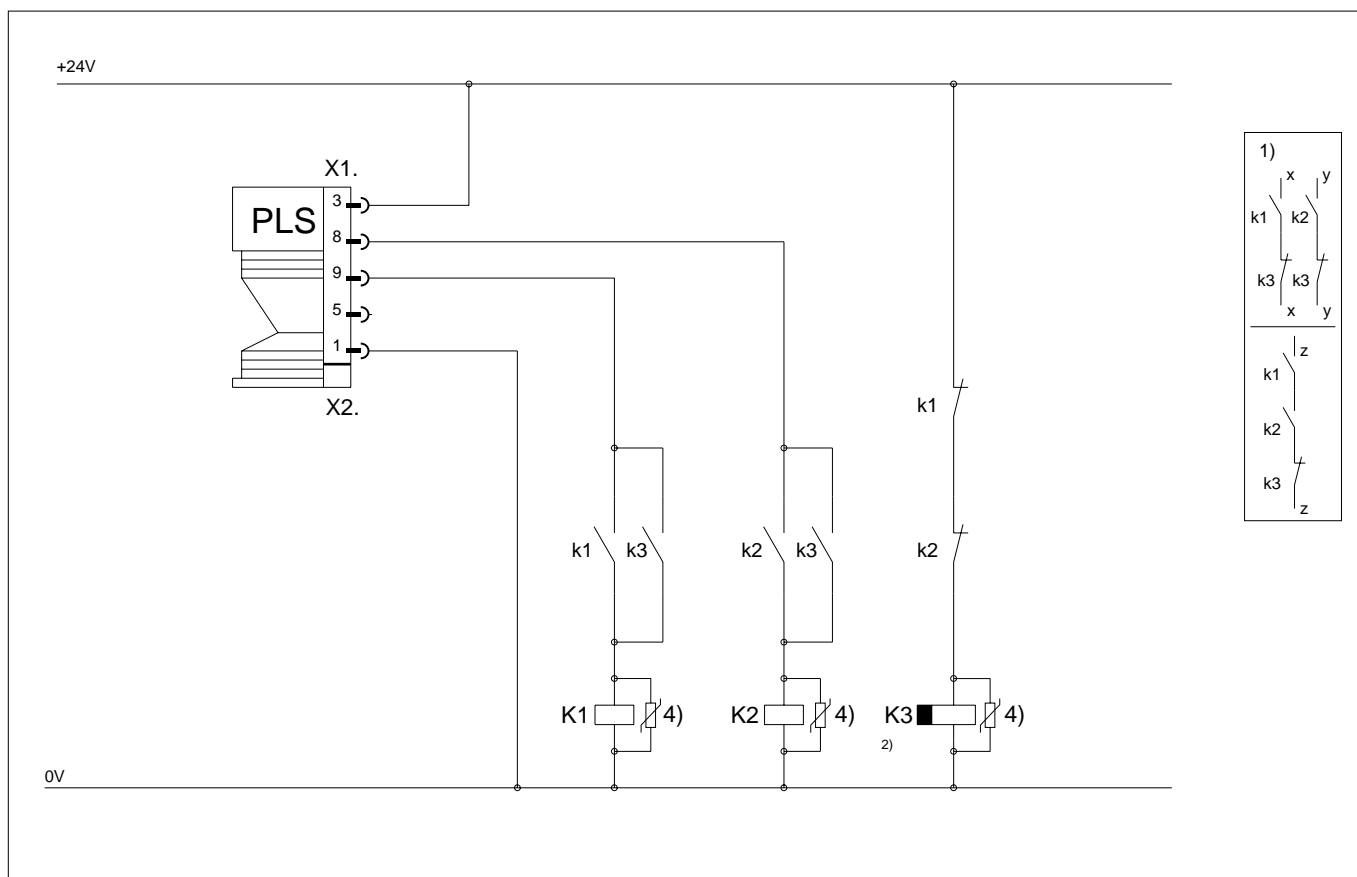 +24V
X1.
PLS
3
8
9
5
1
X2.
k1
k2
k1 k3
k2 k3
K1 4)
K2 4)
K3 4)
2)
0V
1)
x y
k1 k2
k3 k3
x y
z
k1
k2
k3
z